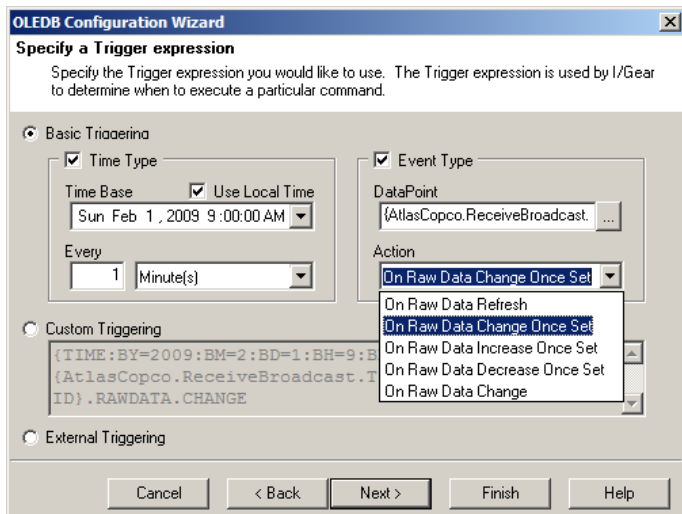 OLEDB Configuration Wizard
Specify a Trigger expression
Specify the Trigger expression you would like to use. The Trigger expression is used by I/Gear
to determine when to execute a particular command.
Basic Triggering
Time Type
Time Base
Use Local Time
Sun Feb 1 , 2009 9 :00:00 AM
Every
1
Minute(s)
Event Type
DataPoint
{AtlasCopco.ReceiveBroadcast.
...
Action
On Raw Data Change Once Set
On Raw Data Refresh
On Raw Data Change Once Set
On Raw Data Increase Once Set
On Raw Data Decrease Once Set
On Raw Data Change
Custom Triggering
{TIME:BY=2009:BM=2:BD=1:BH=9:B
{AtlasCopco.ReceiveBroadcast.T
ID}.RAWDATA.CHANGE
External Triggering
Cancel
< Back
Next >
Finish
Help